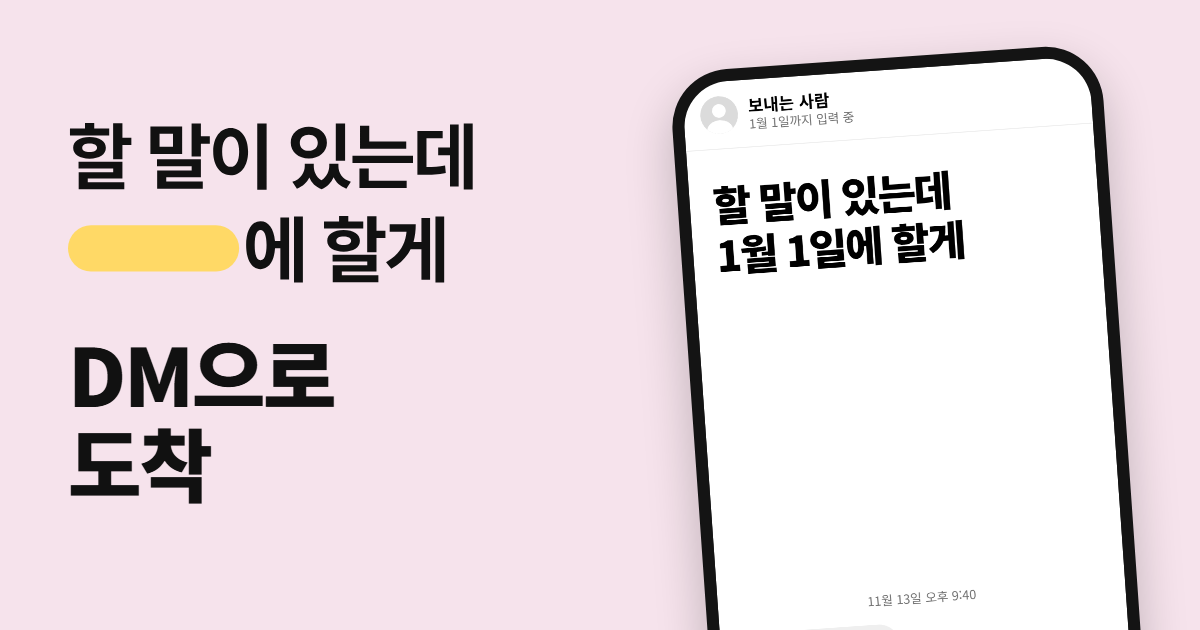 할 말이 있는데
에 할게
DM으로
도착
보내는 사람
1월 1일까지 입력 중
할 말이 있는데
1월 1일에 할게
11월 13일 오후 9:40